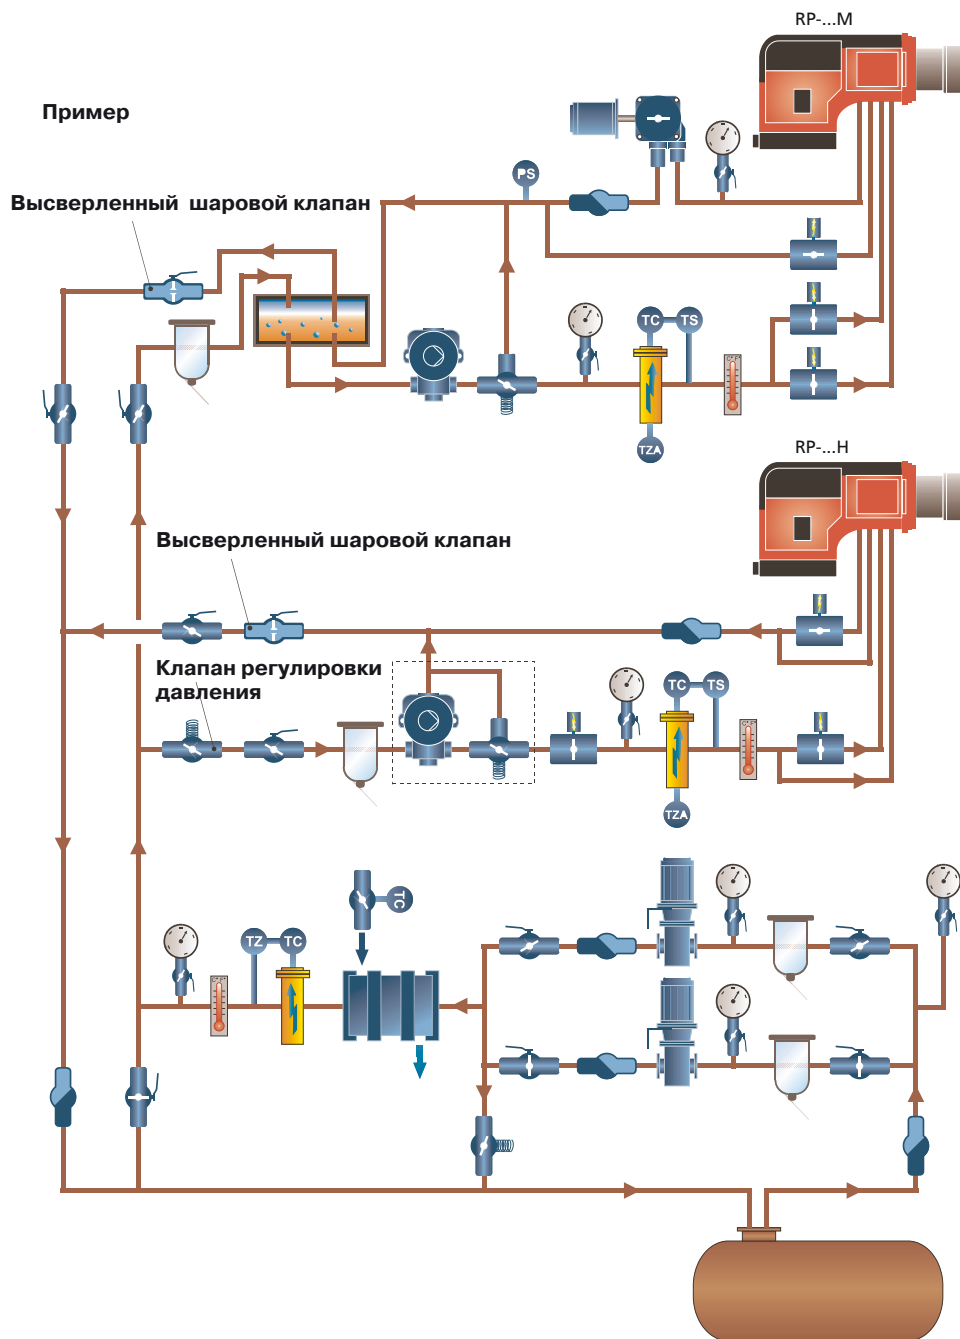 RP-...M
Пример
PS
Высверленный шаровой клапан
TC
TS
TZA
RP-...H
Высверленный шаровой клапан
Клапан регулировки
давления
TC
TS
TZA
TC
TZ
TC